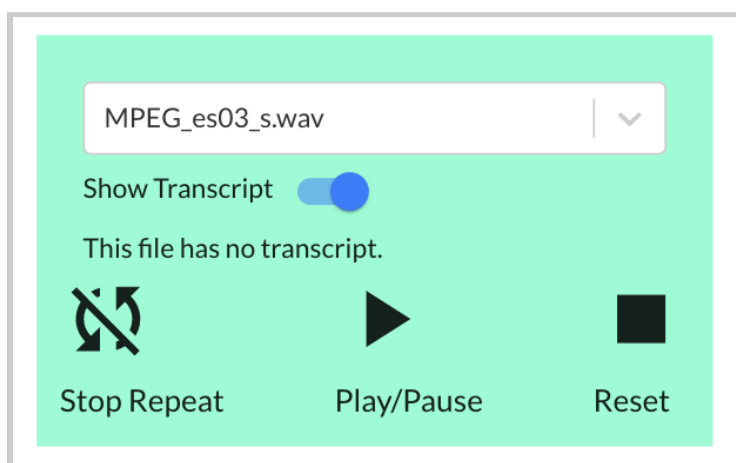 MPEG_es03_s.wav
Show Transcript
This file has no transcript.
Stop Repeat Play/Pause Reset